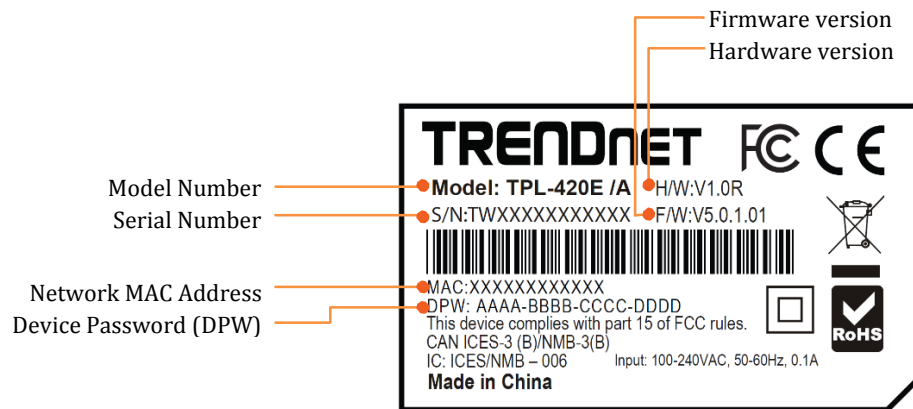 Firmware version
Hardware version
TRENDNET FC CE
Model Number
Model: TPL-420E /A H/W:V1.0R
Serial Number
S/N:TWXXXXXXXXXXX F/W:V5.0.1.01
Network MAC Address
MAC:XXXXXXXXXXXX
Device Password (DPW)
DPW: AAAA-BBBB-CCCC-DDDD
This device complies with part 15 of FCC rules.
CAN ICES-3 (B)/NMB-3(B)
IC: ICES/NMB – 006 Input: 100-240VAC, 50-60Hz, 0.1A
Made in China
RoHS